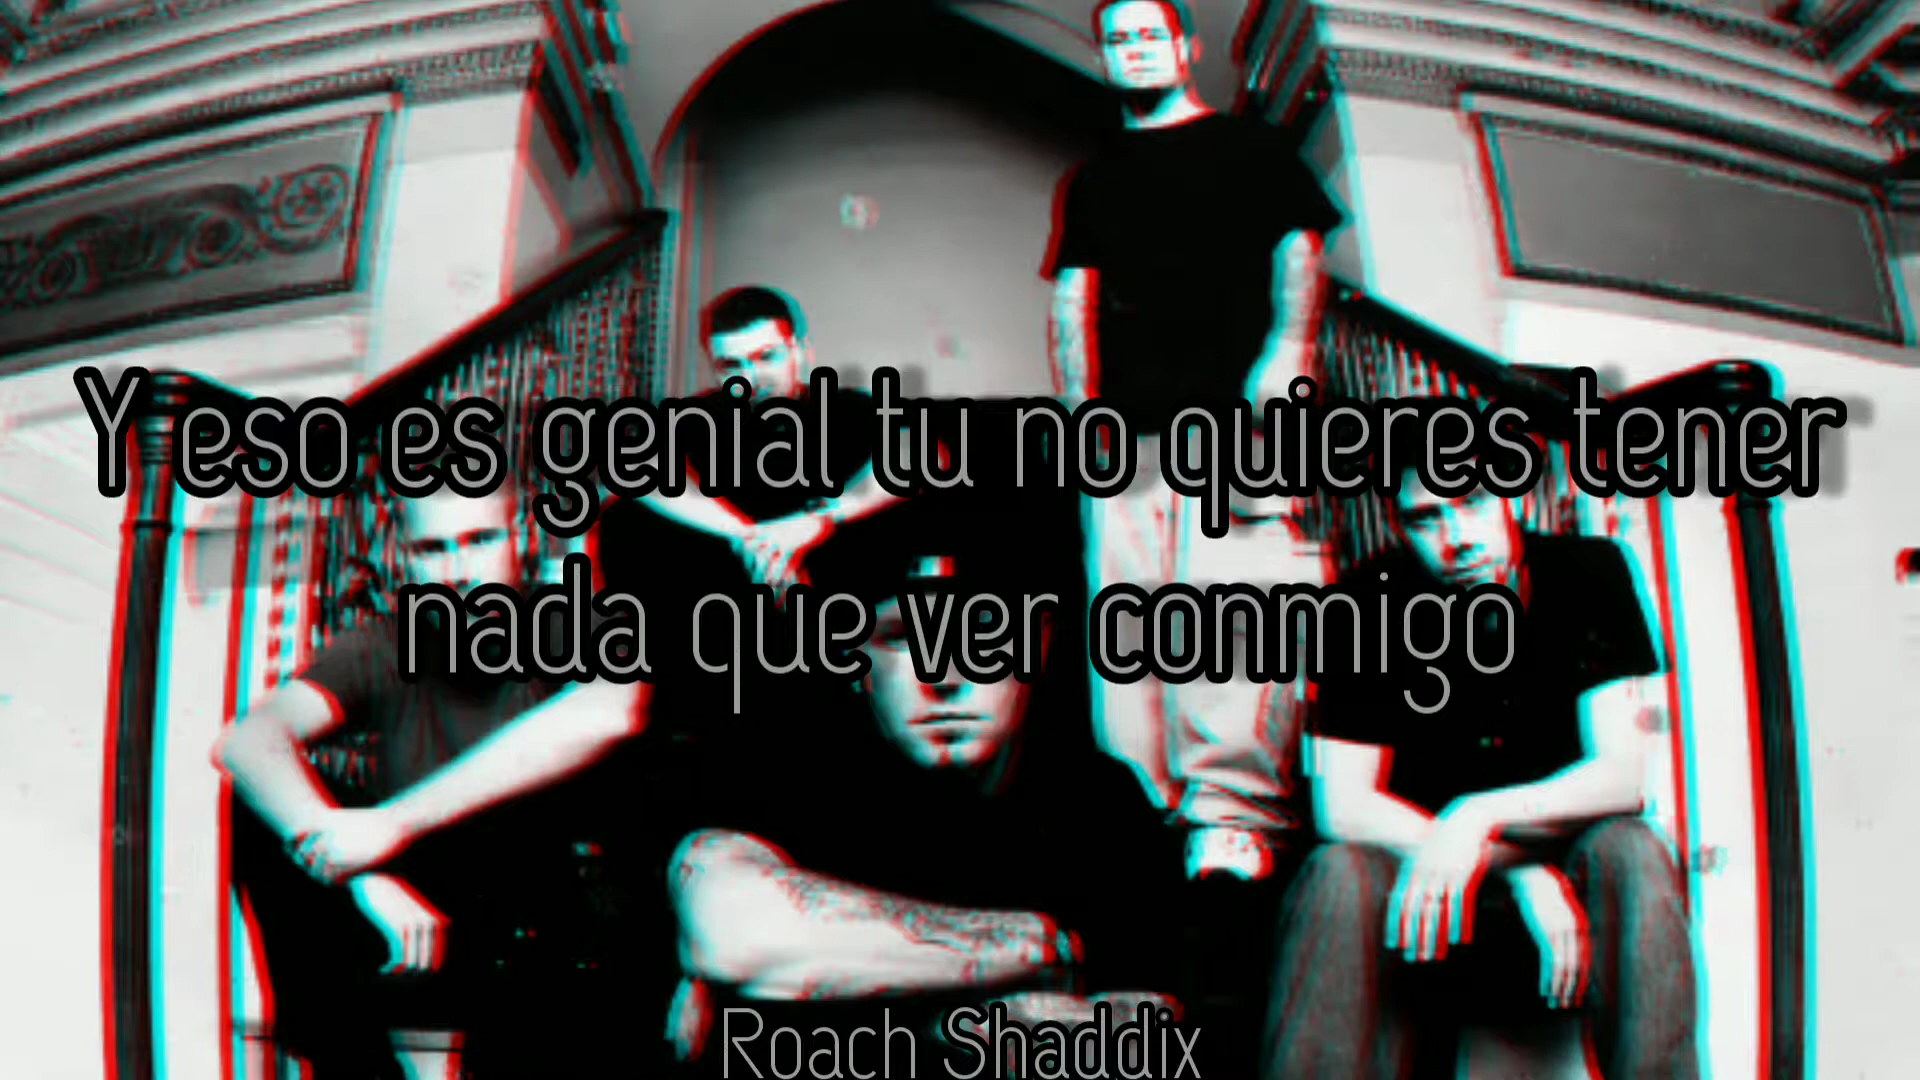 Y eso es genial tu no quieres tener
nada que ver conmigo
Roach Shaddix